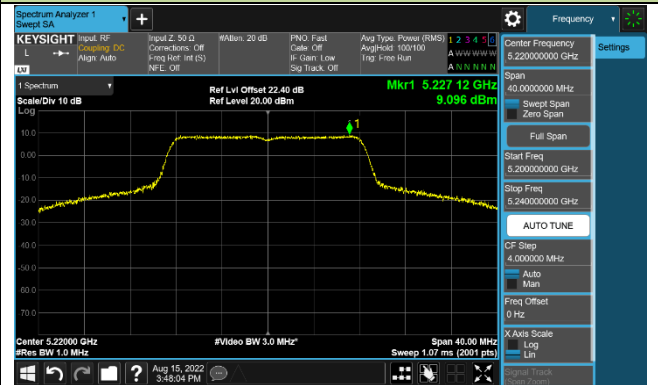 Spectrum Analyzer 1
Swept SA
Frequency
KEYSIGHT
L
Input: RF
Coupling: DC
Align: Auto
Input Z: 50 Ω
Corrections: Off
Freq Ref: Int (S)
NFE: Off
#Atten: 20 dB
PNO: Fast
Gate: Off
IF Gain: Low
Sig Track: Off
Avg Type: Power (RMS)
Avg|Hold: 100/100
Trig: Free Run
1 2 3 4 5 6
A W W W W W
A N N N N N
1 Spectrum
Scale/Div 10 dB
Log
Ref Lvl Offset 22.40 dB
Ref Level 20.00 dBm
Mkr1 5.227 12 GHz
9.096 dBm
1
10.0
0.00
-10.0
-20.0
-30.0
-40.0
-50.0
-60.0
-70.0
Center 5.22000 GHz
#Res BW 1.0 MHz
#Video BW 3.0 MHz*
Span 40.00 MHz
Sweep 1.07 ms (2001 pts)
Center Frequency
5.220000000 GHz
Settings
Span
40.0000000 MHz
Swept Span
Zero Span
Full Span
Start Freq
5.200000000 GHz
Stop Freq
5.240000000 GHz
AUTO TUNE
CF Step
4.000000 MHz
Auto
Man
Freq Offset
0 Hz
X Axis Scale
Log
Lin
Signal Track
(Span Zoom)
?
Aug 15, 2022
3:48:04 PM